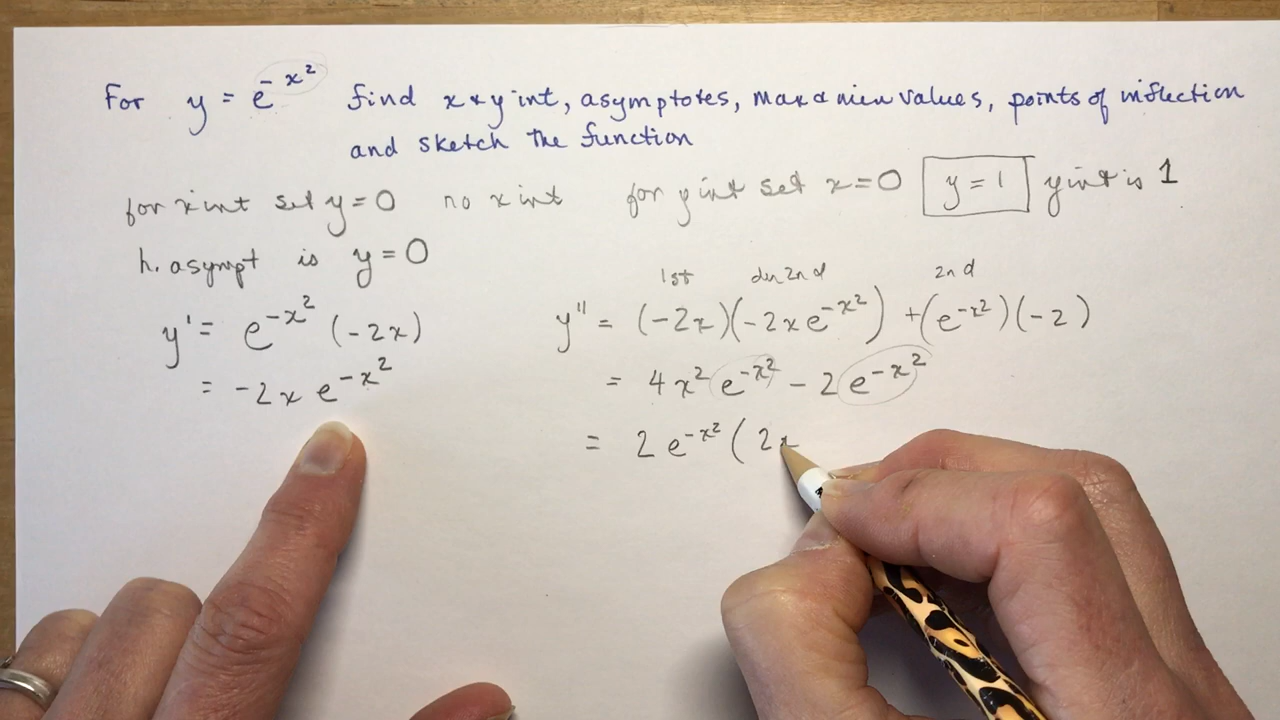 For y = e^-x² find x & y int, asymptotes, max & min values, points of inflection
and sketch the function
for x int set y=0 no x int for y int set x=0 y=1 y int is 1
h. asympt is y=0
y' = e^-x² (-2x)
= -2x e^-x²
1st der 2nd 2nd
y'' = (-2x)(-2xe^-x²) + (e^-x²)(-2)
= 4x² e^-x² - 2 e^-x²
= 2 e^-x² ( 2x